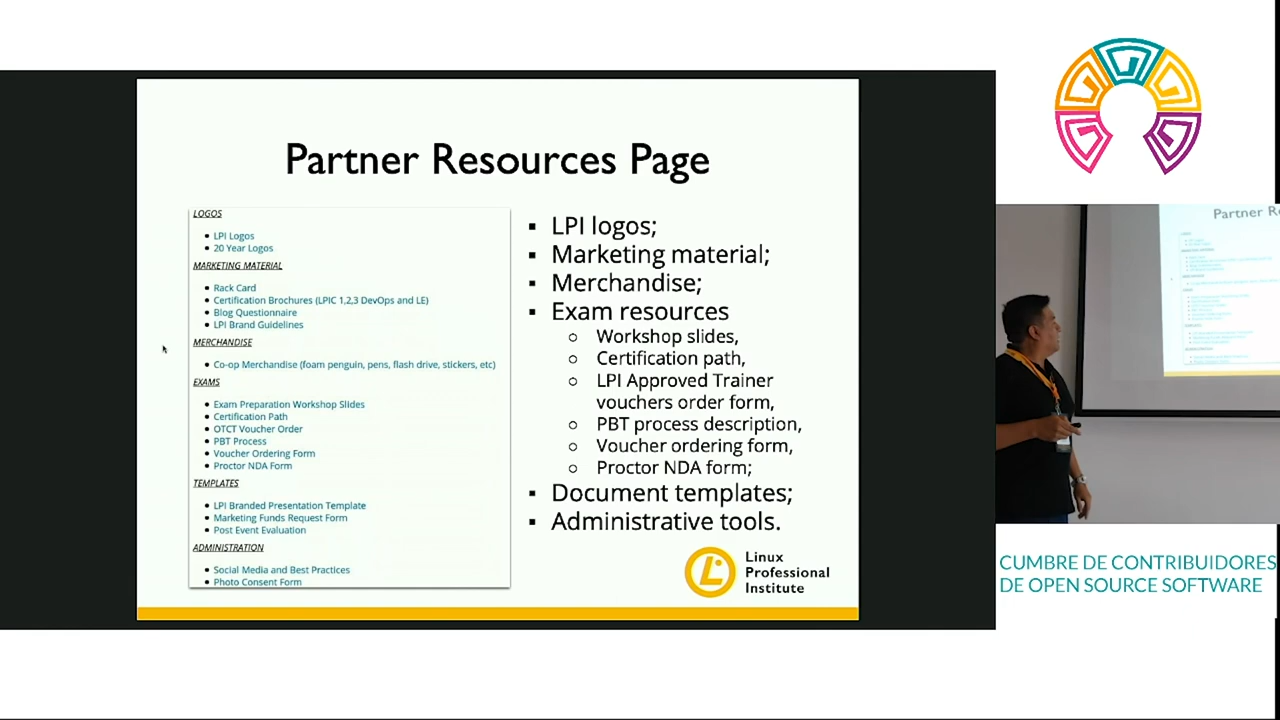 Partner Resources Page
LOGOS
LPI Logos
20 Year Logos
MARKETING MATERIAL
Rack Card
Certification Brochures (LPIC 1,2,3 DevOps and LE)
Blog Questionnaire
LPI Brand Guidelines
MERCHANDISE
Co-op Merchandise (foam penguin, pens, flash drive, stickers, etc)
EXAMS
Exam Preparation Workshop Slides
Certification Path
OTCT Voucher Order
PBT Process
Voucher Ordering Form
Proctor NDA Form
TEMPLATES
LPI Branded Presentation Template
Marketing Funds Request Form
Post Event Evaluation
ADMINISTRATION
Social Media and Best Practices
Photo Consent Form
▪ LPI logos;
▪ Marketing material;
▪ Merchandise;
▪ Exam resources
○ Workshop slides,
○ Certification path,
○ LPI Approved Trainer
vouchers order form,
○ PBT process description,
○ Voucher ordering form,
○ Proctor NDA form;
▪ Document templates;
▪ Administrative tools.
Linux
Professional
Institute
Partner Re
CUMBRE DE CONTRIBUIDORES
DE OPEN SOURCE SOFTWARE